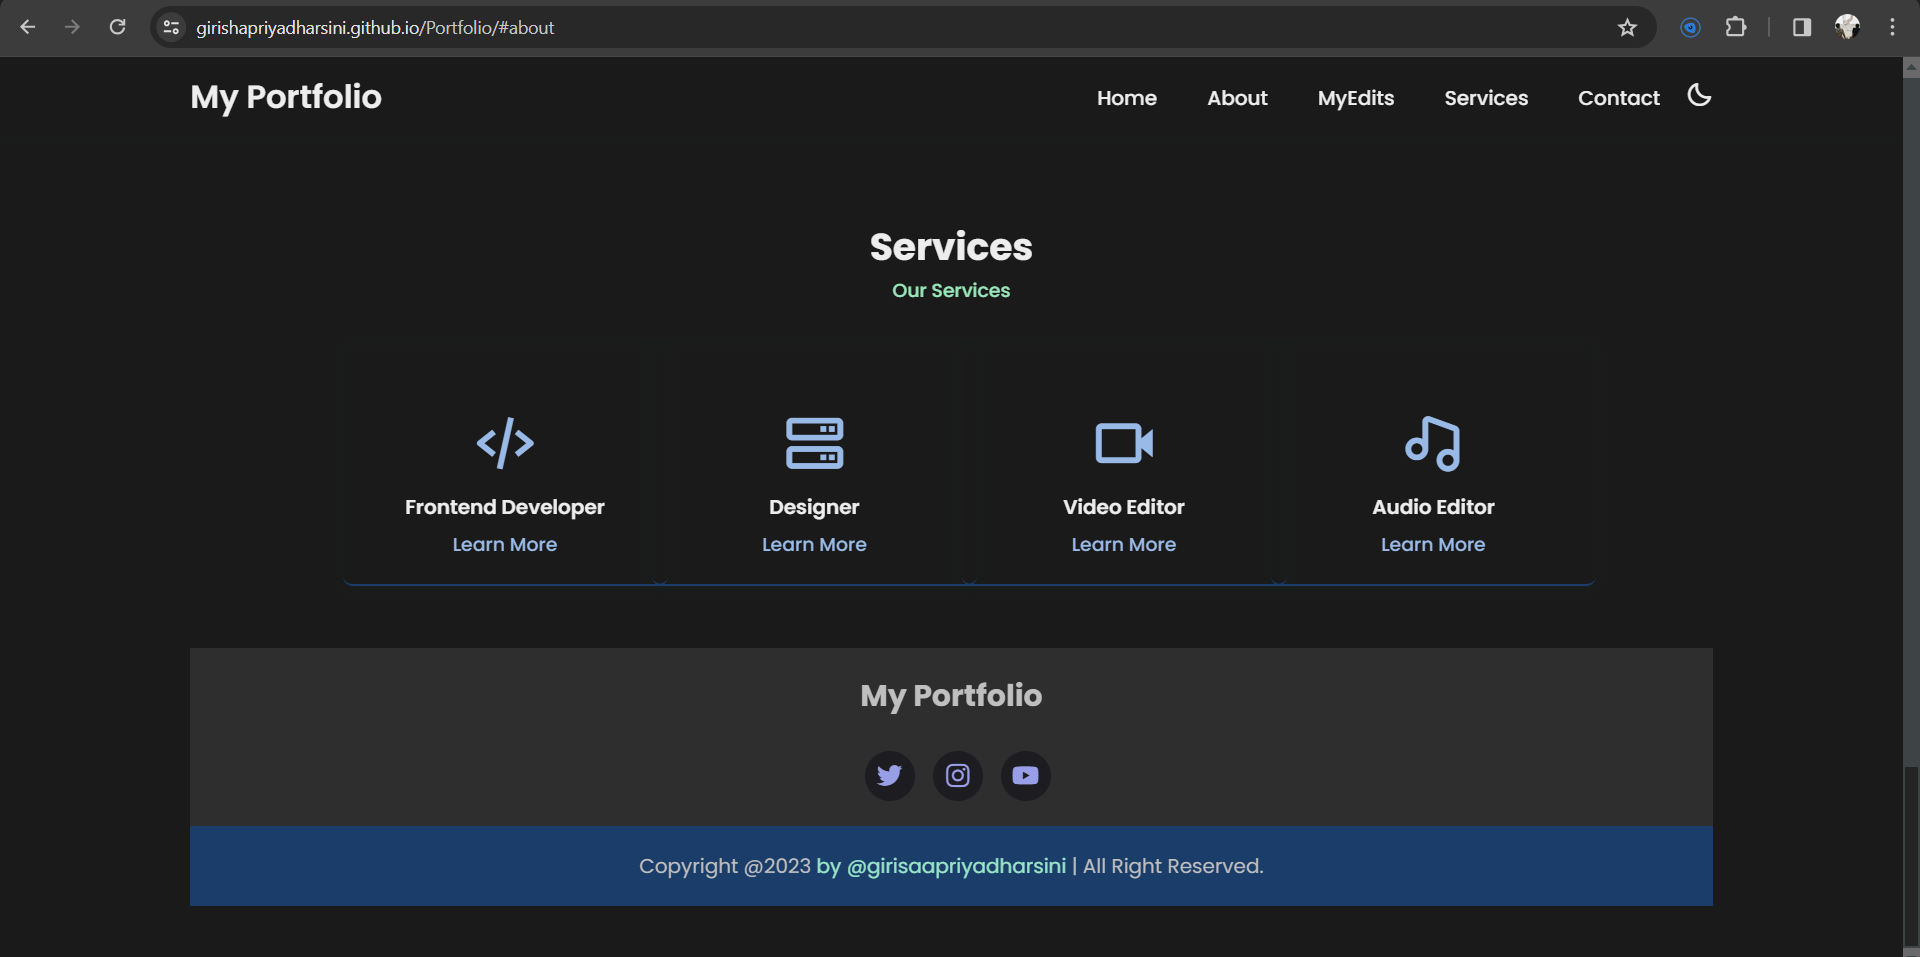 girishapriyadharsini.github.io/Portfolio/#about
My Portfolio Home About MyEdits Services Contact
Services
Our Services
Frontend Developer Designer Video Editor Audio Editor
Learn More Learn More Learn More Learn More
My Portfolio
Copyright @2023 by @girisaapriyadharsini | All Right Reserved.